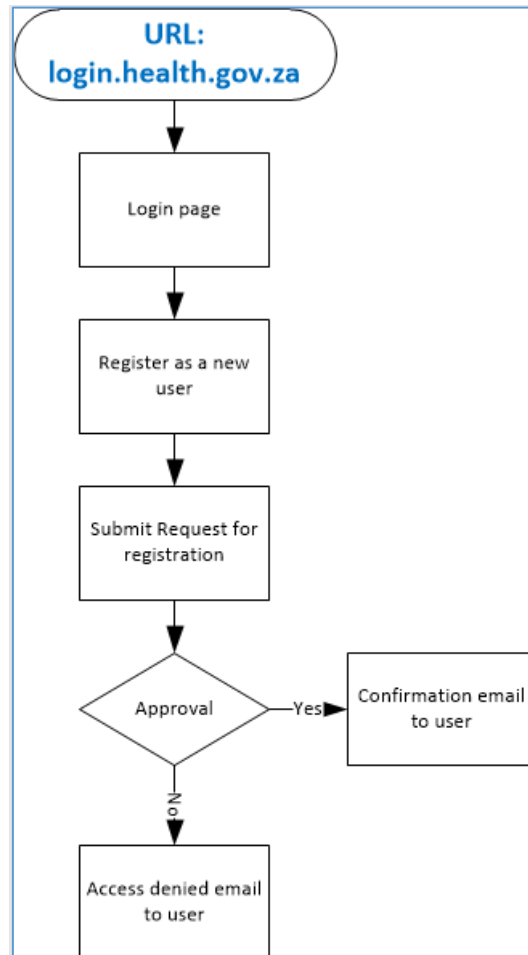 URL:
login.health.gov.za
Login page
Register as a new
user
Submit Request for
registration
Approval
Yes
Confirmation email
to user
No
Access denied email
to user